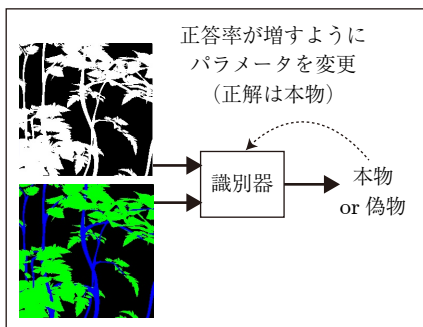 正答率が増すように
パラメータを変更
（正解は本物）
識別器
本物
or 偽物